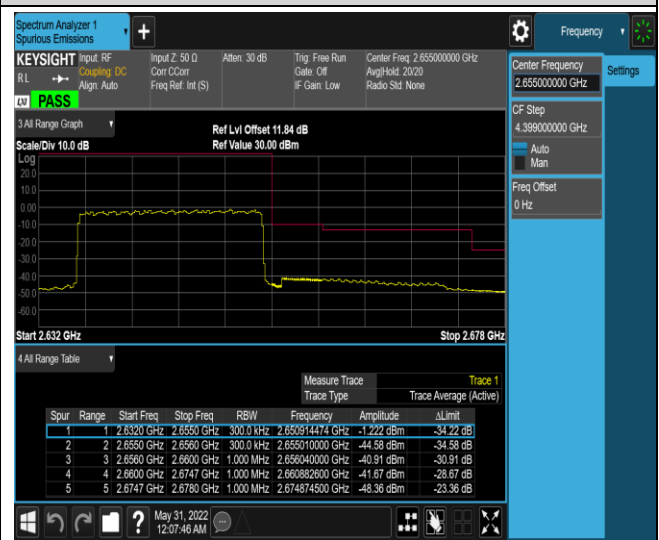 Spectrum Analyzer 1
Spurious Emissions
Frequency
KEYSIGHT Input: RF Input Z: 50 Ω Atten: 30 dB Trig: Free Run Center Freq: 2.655000000 GHz
RL Coupling: DC Corr CCorr Gate: Off Avg|Hold: 20/20
Align: Auto Freq Ref: Int (S) IF Gain: Low Radio Std: None
LVI PASS
Center Frequency
2.655000000 GHz
Settings
CF Step
4.399000000 GHz
Auto
Man
Freq Offset
0 Hz
3 All Range Graph
Ref Lvl Offset 11.84 dB
Scale/Div 10.0 dB Ref Value 30.00 dBm
Log
20.0
10.0
0.00
-10.0
-20.0
-30.0
-40.0
-50.0
-60.0
Start 2.632 GHz Stop 2.678 GHz
4 All Range Table
Measure Trace Trace 1
Trace Type Trace Average (Active)
Spur Range Start Freq Stop Freq RBW Frequency Amplitude ΔLimit
1 1 2.6320 GHz 2.6550 GHz 300.0 kHz 2.650914474 GHz -1.222 dBm -34.22 dB
2 2 2.6550 GHz 2.6560 GHz 300.0 kHz 2.655010000 GHz -44.58 dBm -34.58 dB
3 3 2.6560 GHz 2.6600 GHz 1.000 MHz 2.656040000 GHz -40.91 dBm -30.91 dB
4 4 2.6600 GHz 2.6747 GHz 1.000 MHz 2.660882600 GHz -41.67 dBm -28.67 dB
5 5 2.6747 GHz 2.6780 GHz 1.000 MHz 2.674874500 GHz -48.36 dBm -23.36 dB
May 31, 2022
12:07:46 AM